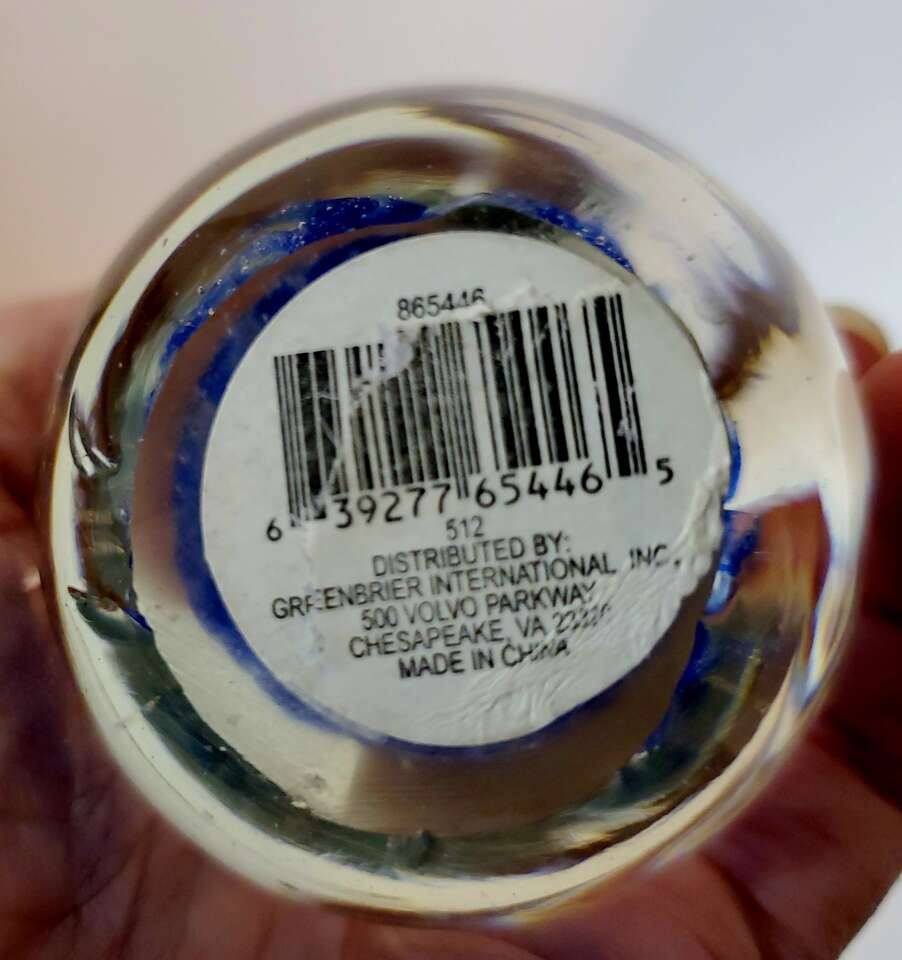 865446
6 39277 65446 5
512
DISTRIBUTED BY:
GREENBRIER INTERNATIONAL, INC.
500 VOLVO PARKWAY
CHESAPEAKE, VA
MADE IN CHINA